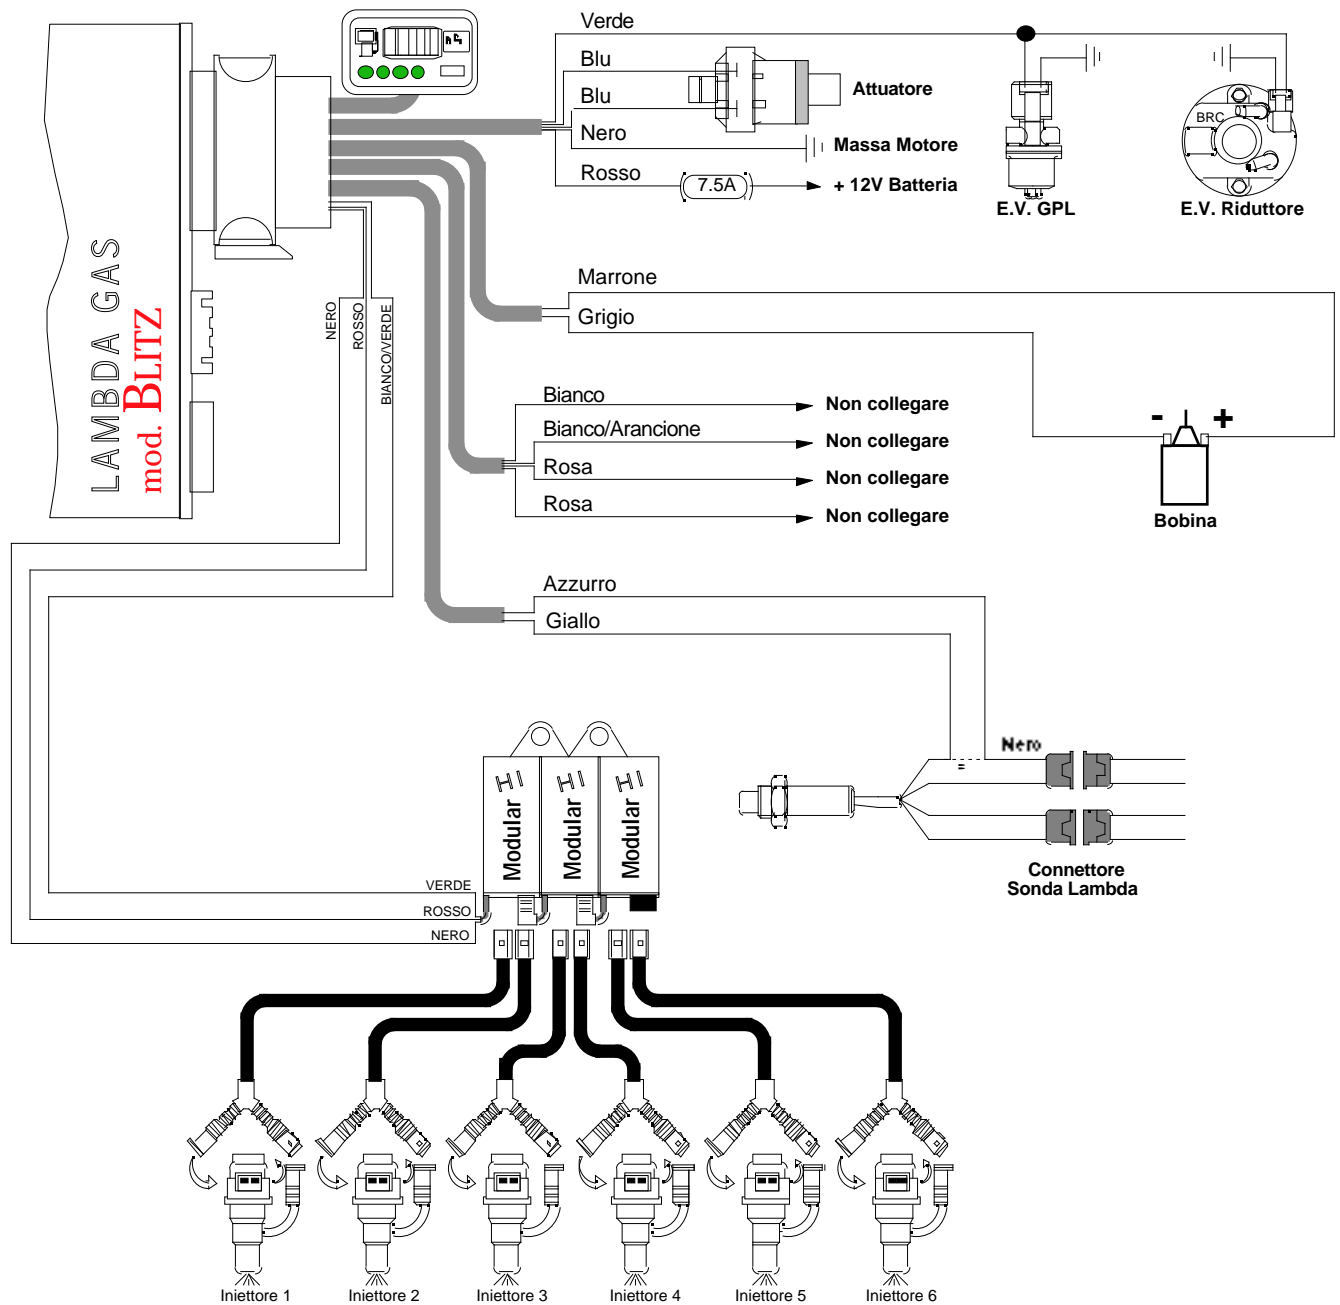 Verde
Blu
Blu
Attuatore
Nero
Massa Motore
Rosso
7.5A
+ 12V Batteria
E.V. GPL
BRC
E.V. Riduttore
LAMBDA GAS
mod. BLITZ
NERO
ROSSO
BIANCO/VERDE
Marrone
Grigio
Bianco
Non collegare
Bianco/Arancione
Non collegare
Rosa
Non collegare
Rosa
Non collegare
- +
Bobina
Azzurro
Giallo
Nero
Modular HI
Modular HI
Modular HI
Connettore
Sonda Lambda
VERDE
ROSSO
NERO
Iniettore 1
Iniettore 2
Iniettore 3
Iniettore 4
Iniettore 5
Iniettore 6